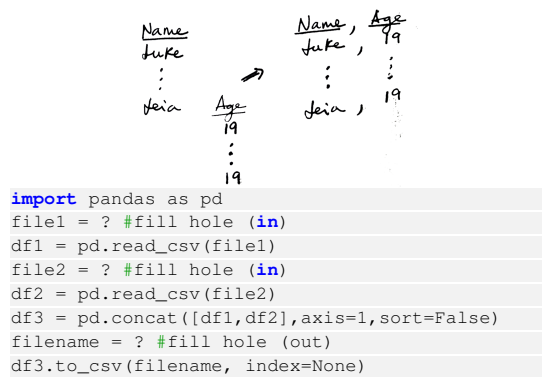 Name
Luke
⋮
Leia
Age
19
⋮
19
Name, Age
Luke, 19
⋮ ⋮
Leia, 19
import pandas as pd
file1 = ? #fill hole (in)
df1 = pd.read_csv(file1)
file2 = ? #fill hole (in)
df2 = pd.read_csv(file2)
df3 = pd.concat([df1,df2],axis=1,sort=False)
filename = ? #fill hole (out)
df3.to_csv(filename, index=None)